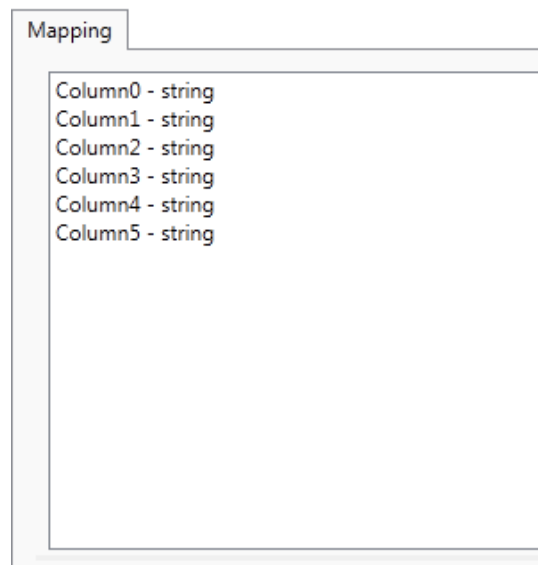 Mapping
Column0 - string
Column1 - string
Column2 - string
Column3 - string
Column4 - string
Column5 - string